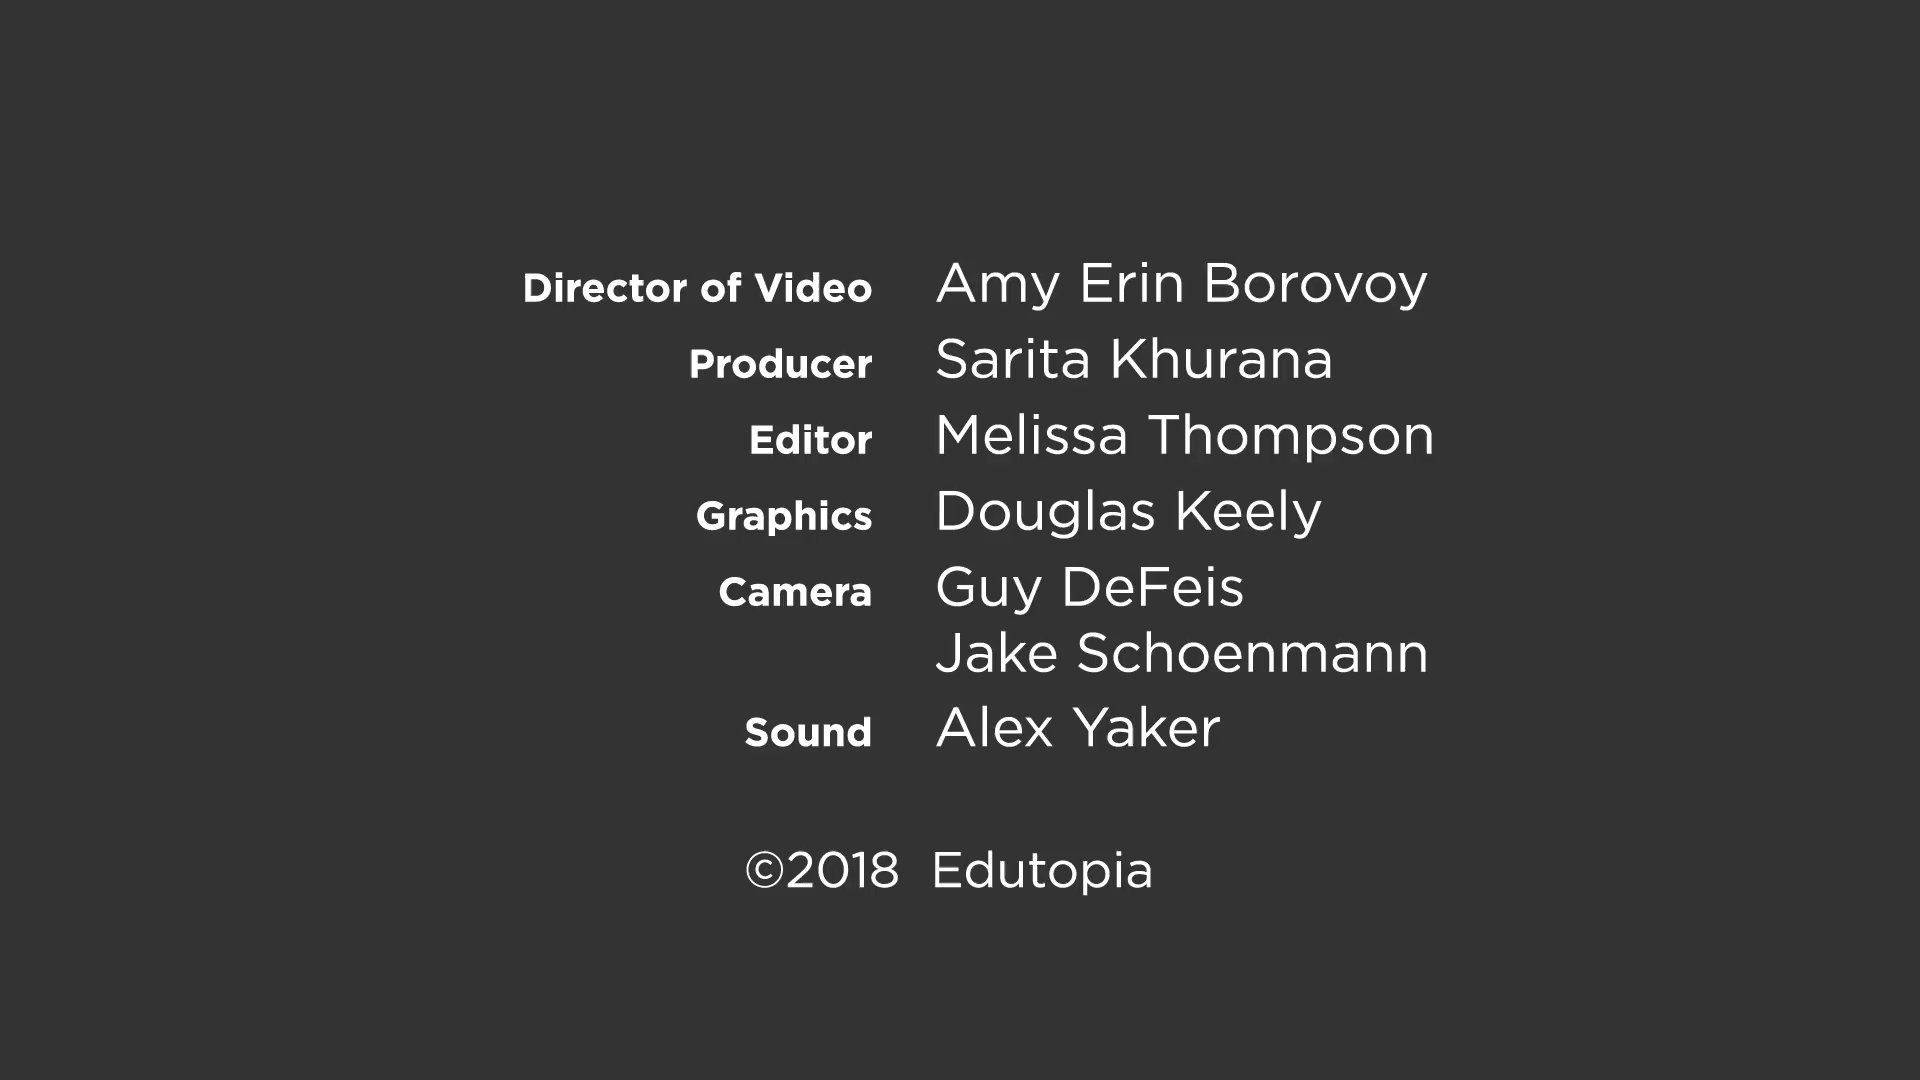 Director of Video Amy Erin Borovoy
Producer Sarita Khurana
Editor Melissa Thompson
Graphics Douglas Keely
Camera Guy DeFeis
Jake Schoenmann
Sound Alex Yaker
©2018 Edutopia